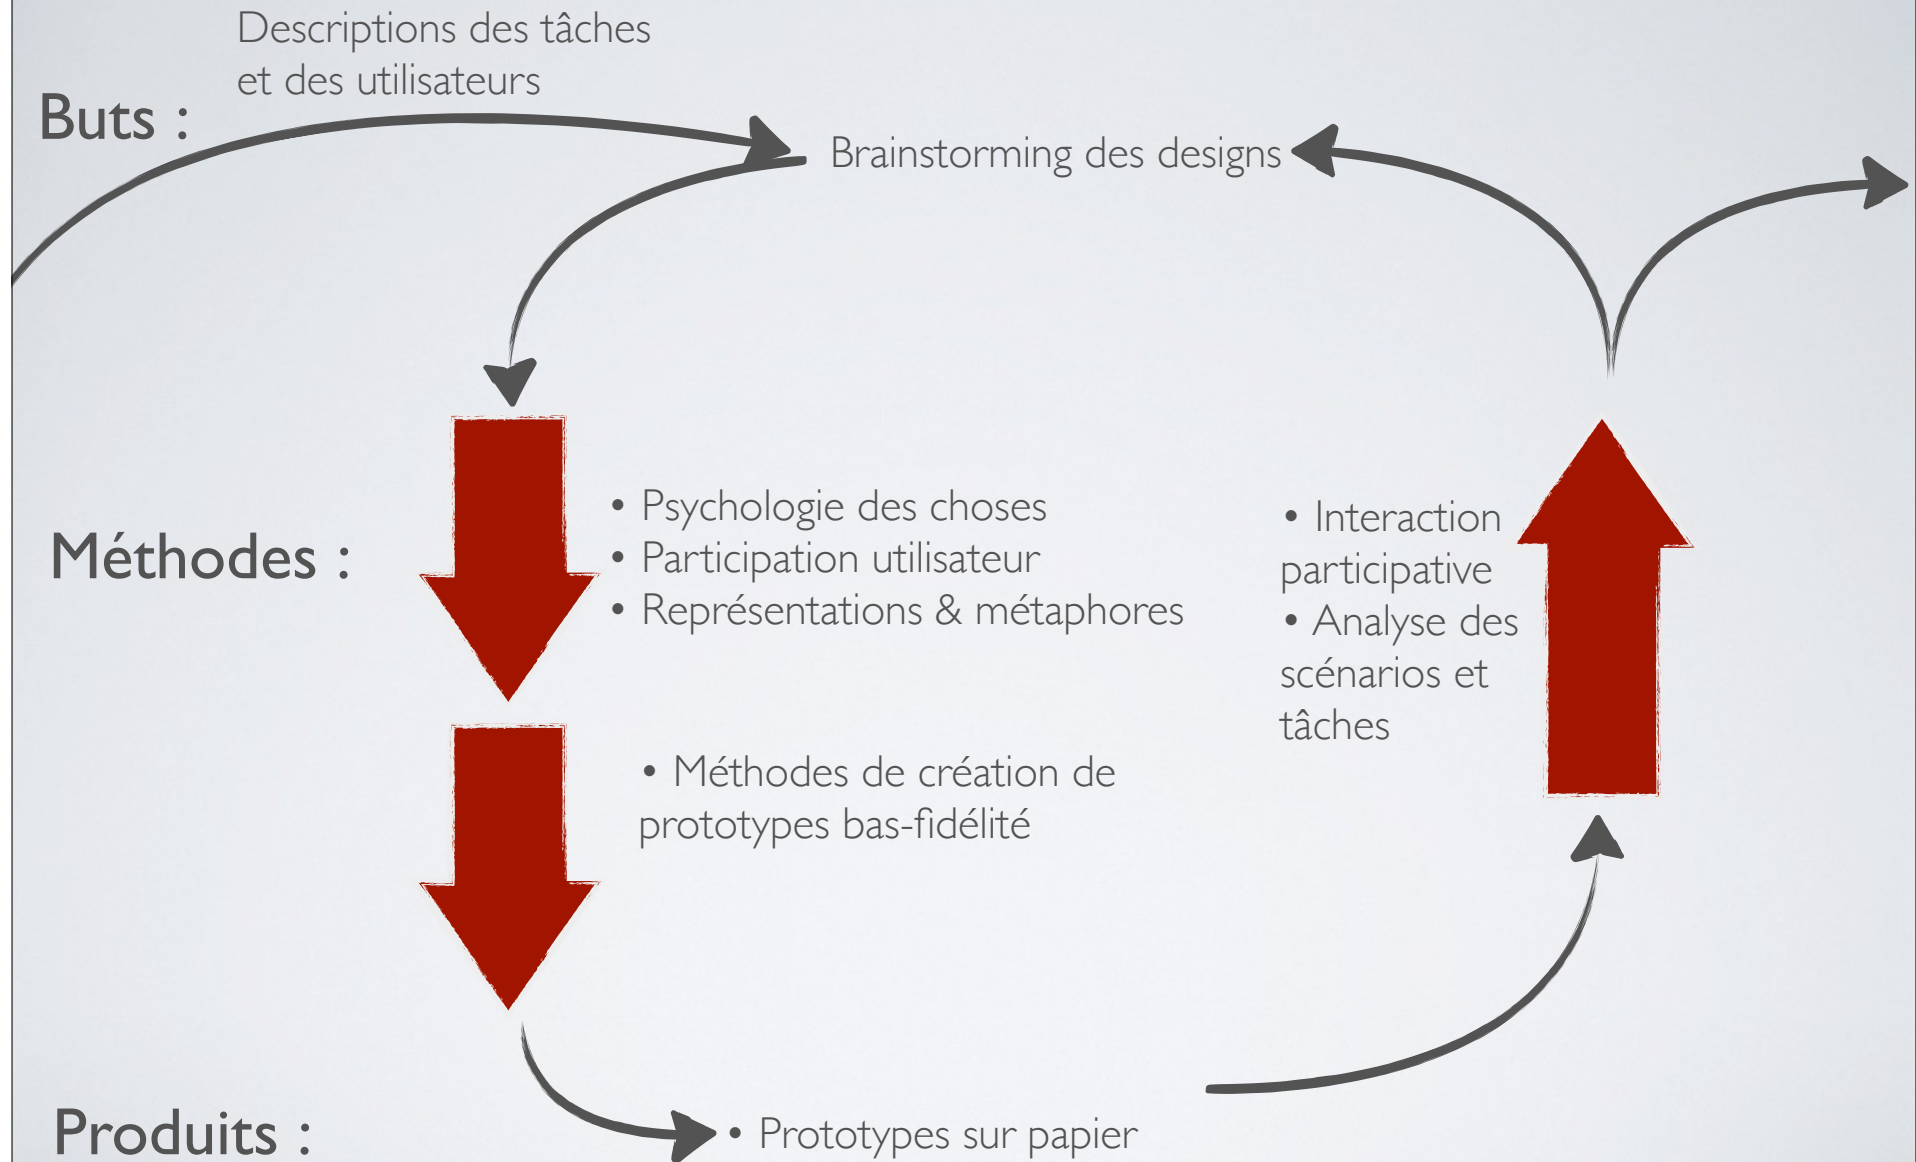 Descriptions des tâches
et des utilisateurs
Buts :
Brainstorming des designs
Méthodes :
• Psychologie des choses
• Participation utilisateur
• Représentations & métaphores
• Interaction
participative
• Analyse des
scénarios et
tâches
• Méthodes de création de
prototypes bas-fidélité
Produits :
• Prototypes sur papier